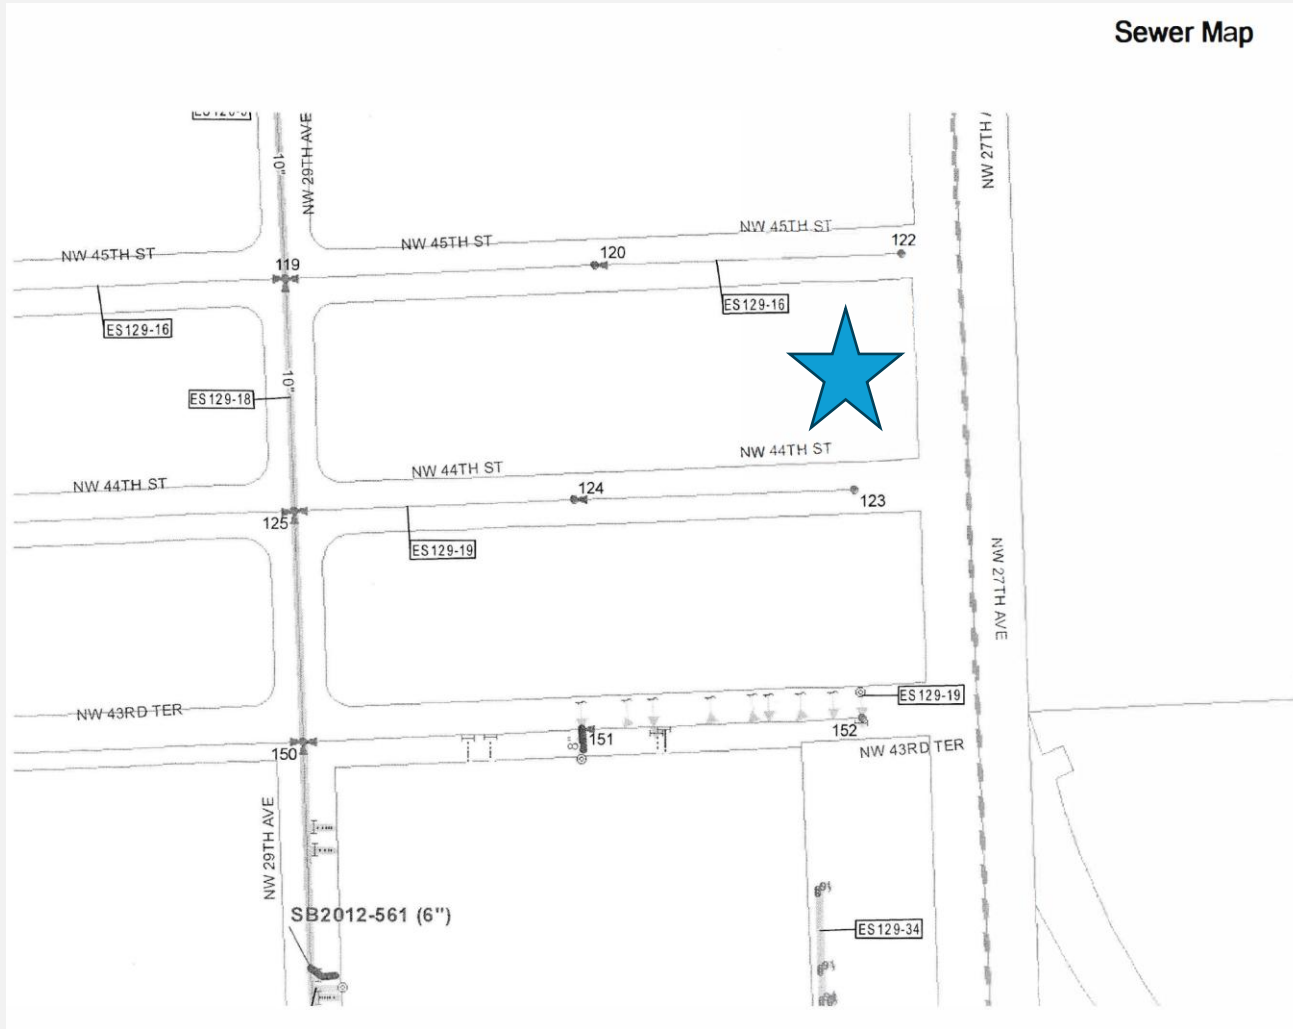 Sewer Map
10"
NW 29TH AVE
NW 27TH
NW 45TH ST
NW 45TH ST
NW 45TH ST
122
120
119
ES129-16
ES129-16
10"
ES129-18
NW 44TH ST
NW 44TH ST
NW 44TH ST
124
123
125
ES129-19
NW 27TH AVE
ES129-19
NW 43RD TER
151
152
8"
150
NW 43RD TER
NW 29TH AVE
SB2012-561 (6")
ES129-34